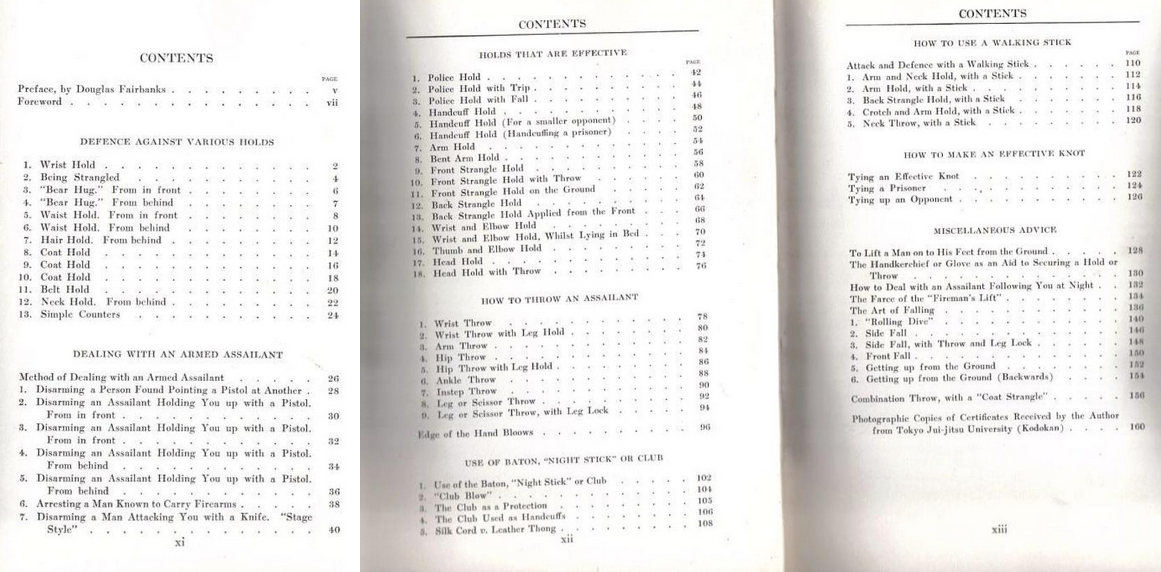 CONTENTS
PAGE
Preface, by Douglas Fairbanks . . . . . . . . . v
Foreword . . . . . . . . . . . . . . vii
DEFENCE AGAINST VARIOUS HOLDS
1. Wrist Hold . . . . . . . . . . . . 2
2. Being Strangled . . . . . . . . . . . 4
3. "Bear Hug." From in front . . . . . . . . 6
4. "Bear Hug." From behind . . . . . . . . 7
5. Waist Hold. From in front . . . . . . . . 8
6. Waist Hold. From behind . . . . . . . . 10
7. Hair Hold. From behind . . . . . . . . 12
8. Coat Hold . . . . . . . . . . . . 14
9. Coat Hold . . . . . . . . . . . . 16
10. Coat Hold . . . . . . . . . . . . 18
11. Belt Hold . . . . . . . . . . . . 20
12. Neck Hold. From behind . . . . . . . . 22
13. Simple Counters . . . . . . . . . . . 24
DEALING WITH AN ARMED ASSAILANT
Method of Dealing with an Armed Assailant . . . . . 26
1. Disarming a Person Found Pointing a Pistol at Another . 28
2. Disarming an Assailant Holding You up with a Pistol.
From in front . . . . . . . . . . . 30
3. Disarming an Assailant Holding You up with a Pistol.
From in front . . . . . . . . . . . 32
4. Disarming an Assailant Holding You up with a Pistol.
From behind . . . . . . . . . . . 34
5. Disarming an Assailant Holding You up with a Pistol.
From behind . . . . . . . . . . . 36
6. Arresting a Man Known to Carry Firearms . . . . . 38
7. Disarming a Man Attacking You with a Knife. "Stage
Style" . . . . . . . . . . . . . 40
xi
CONTENTS
HOLDS THAT ARE EFFECTIVE
PAGE
1. Police Hold . . . . . . . . . . . 42
2. Police Hold with Trip . . . . . . . . . 44
3. Police Hold with Fall . . . . . . . . . 46
4. Handcuff Hold . . . . . . . . . . . 48
5. Handcuff Hold (For a smaller opponent) . . . . . 50
6. Handcuff Hold (Handcuffing a prisoner) . . . . . 52
7. Arm Hold . . . . . . . . . . . . 54
8. Bent Arm Hold . . . . . . . . . . . 56
9. Front Strangle Hold . . . . . . . . . . 58
10. Front Strangle Hold with Throw . . . . . . . 60
11. Front Strangle Hold on the Ground . . . . . . 62
12. Back Strangle Hold . . . . . . . . . . 64
13. Back Strangle Hold Applied from the Front . . . . 66
14. Wrist and Elbow Hold . . . . . . . . . 68
15. Wrist and Elbow Hold, Whilst Lying in Bed . . . . 70
16. Thumb and Elbow Hold . . . . . . . . . 72
17. Head Hold . . . . . . . . . . . . 74
18. Head Hold with Throw . . . . . . . . . 76
HOW TO THROW AN ASSAILANT
1. Wrist Throw . . . . . . . . . . . 78
2. Wrist Throw with Leg Hold . . . . . . . . 80
3. Arm Throw . . . . . . . . . . . . 82
4. Hip Throw . . . . . . . . . . . . 84
5. Hip Throw with Leg Hold . . . . . . . . 86
6. Ankle Throw . . . . . . . . . . . 88
7. Instep Throw . . . . . . . . . . . 90
8. Leg or Scissor Throw . . . . . . . . . 92
9. Leg or Scissor Throw, with Leg Lock . . . . . . 94
Edge of the Hand Bloows . . . . . . . . . 96
USE OF BATON, "NIGHT STICK" OR CLUB
1. Use of the Baton, "Night Stick" or Club . . . . . 102
2. "Club Blow" . . . . . . . . . . . 104
3. The Club as a Protection . . . . . . . . 105
4. The Club Used as Handcuffs . . . . . . . 106
5. Silk Cord v. Leather Thong . . . . . . . . 108
xii
CONTENTS
HOW TO USE A WALKING STICK
PAGE
Attack and Defence with a Walking Stick . . . . . . 110
1. Arm and Neck Hold, with a Stick . . . . . . . 112
2. Arm Hold, with a Stick . . . . . . . . . 114
3. Back Strangle Hold, with a Stick . . . . . . . 116
4. Crotch and Arm Hold, with a Stick . . . . . . 118
5. Neck Throw, with a Stick . . . . . . . . 120
HOW TO MAKE AN EFFECTIVE KNOT
Tying an Effective Knot . . . . . . . . . . 122
Tying a Prisoner . . . . . . . . . . . 124
Tying up an Opponent . . . . . . . . . . 126
MISCELLANEOUS ADVICE
To Lift a Man on to His Feet from the Ground . . . . . 128
The Handkerchief or Glove as an Aid to Securing a Hold or
Throw . . . . . . . . . . . . . 130
How to Deal with an Assailant Following You at Night . . 132
The Farce of the "Fireman's Lift" . . . . . . . 134
The Art of Falling . . . . . . . . . . . 136
1. "Rolling Dive" . . . . . . . . . . . 140
2. Side Fall . . . . . . . . . . . . 146
3. Side Fall, with Throw and Leg Lock . . . . . . 148
4. Front Fall . . . . . . . . . . . . 150
5. Getting up from the Ground . . . . . . . . 152
6. Getting up from the Ground (Backwards) . . . . . 154
Combination Throw, with a "Coat Strangle" . . . . . 156
Photographic Copies of Certificates Received by the Author
from Tokyo Jui-jitsu University (Kodokan) . . . . 160
xiii